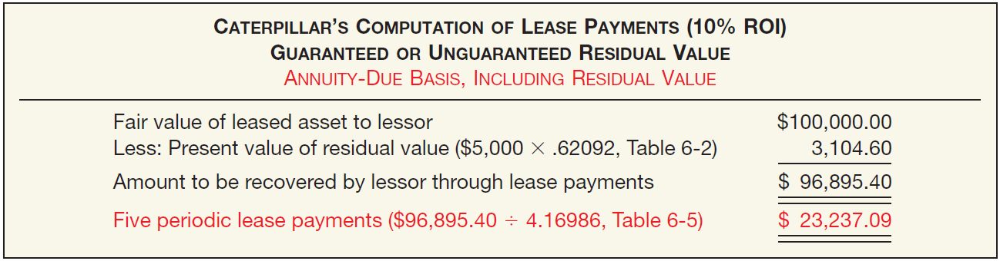 CATERPILLAR'S COMPUTATION OF LEASE PAYMENTS (10% ROI)
GUARANTEED OR UNGUARANTEED RESIDUAL VALUE
ANNUITY-DUE BASIS, INCLUDING RESIDUAL VALUE
Fair value of leased asset to lessor $100,000.00
Less: Present value of residual value ($5,000 × .62092, Table 6-2) 3,104.60
Amount to be recovered by lessor through lease payments $ 96,895.40
Five periodic lease payments ($96,895.40 ÷ 4.16986, Table 6-5) $ 23,237.09